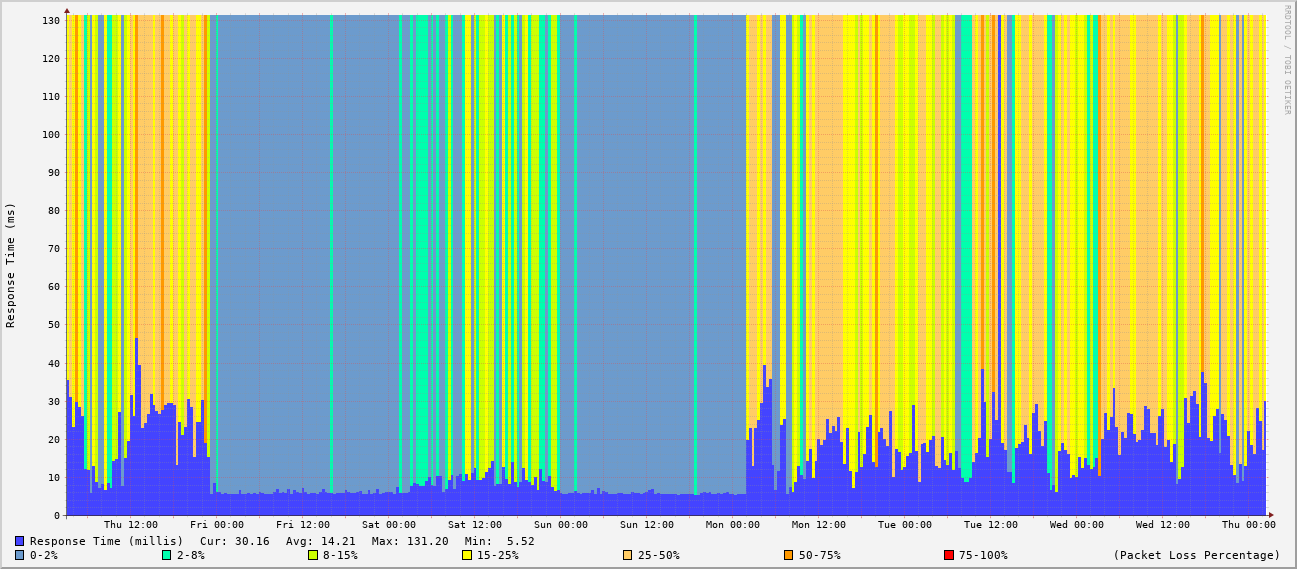 130
120
110
100
90
80
70
60
50
40
30
20
10
0
Response Time (ms)
RRDTOOL / TOBI OETIKER
Thu 12:00 Fri 00:00 Fri 12:00 Sat 00:00 Sat 12:00 Sun 00:00 Sun 12:00 Mon 00:00 Mon 12:00 Tue 00:00 Tue 12:00 Wed 00:00 Wed 12:00 Thu 00:00
Response Time (millis) Cur: 30.16 Avg: 14.21 Max: 131.20 Min: 5.52
0-2% 2-8% 8-15% 15-25% 25-50% 50-75% 75-100% (Packet Loss Percentage)